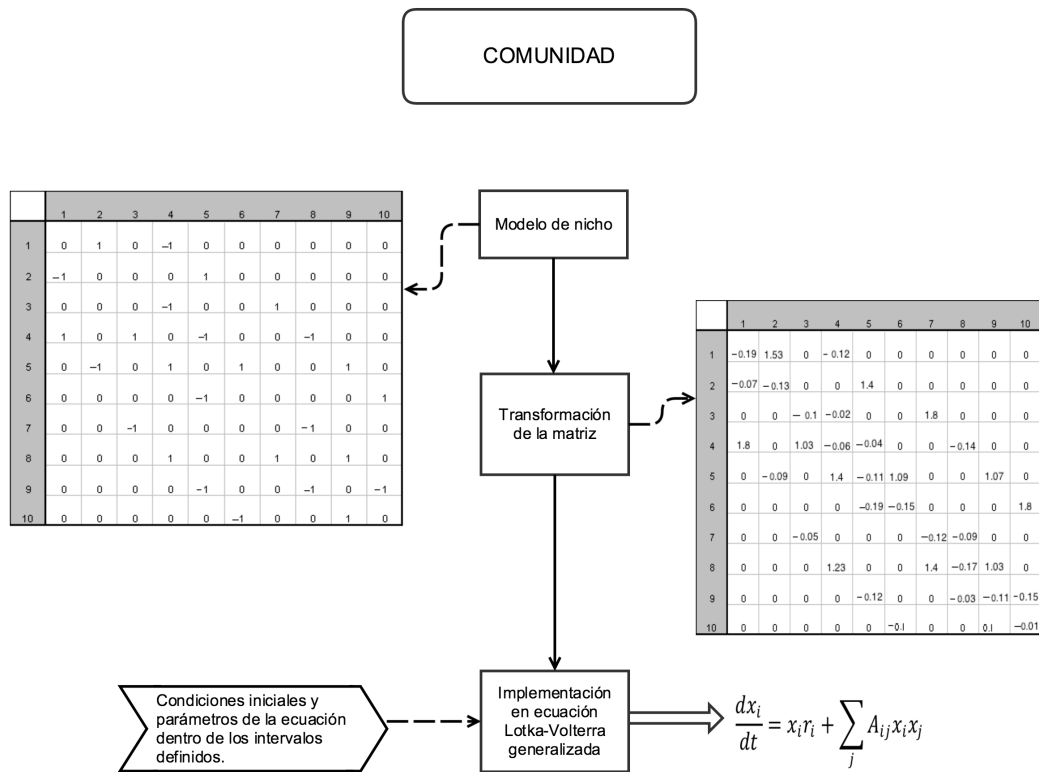 COMUNIDAD
Modelo de nicho
1 2 3 4 5 6 7 8 9 10
1 0 1 0 –1 0 0 0 0 0 0
2 –1 0 0 0 1 0 0 0 0 0
3 0 0 0 –1 0 0 1 0 0 0
4 1 0 1 0 –1 0 0 –1 0 0
5 0 –1 0 1 0 1 0 0 1 0
6 0 0 0 0 –1 0 0 0 0 1
7 0 0 –1 0 0 0 0 –1 0 0
8 0 0 0 1 0 0 1 0 1 0
9 0 0 0 0 –1 0 0 –1 0 –1
10 0 0 0 0 0 –1 0 0 1 0
Transformación
de la matriz
1 2 3 4 5 6 7 8 9 10
1 –0.19 1.53 0 –0.12 0 0 0 0 0 0
2 –0.07 –0.13 0 0 1.4 0 0 0 0 0
3 0 0 –0.1 –0.02 0 0 1.8 0 0 0
4 1.8 0 1.03 –0.06 –0.04 0 0 –0.14 0 0
5 0 –0.09 0 1.4 –0.11 1.09 0 0 1.07 0
6 0 0 0 0 –0.19 –0.15 0 0 0 1.8
7 0 0 –0.05 0 0 0 –0.12 –0.09 0 0
8 0 0 0 1.23 0 0 1.4 –0.17 1.03 0
9 0 0 0 0 –0.12 0 0 –0.03 –0.11 –0.15
10 0 0 0 0 0 –0.1 0 0 0.1 –0.01
Condiciones iniciales y
parámetros de la ecuación
dentro de los intervalos
definidos.
Implementación
en ecuación
Lotka-Volterra
generalizada
dx_i/dt = x_i r_i + ∑_j A_ij x_i x_j